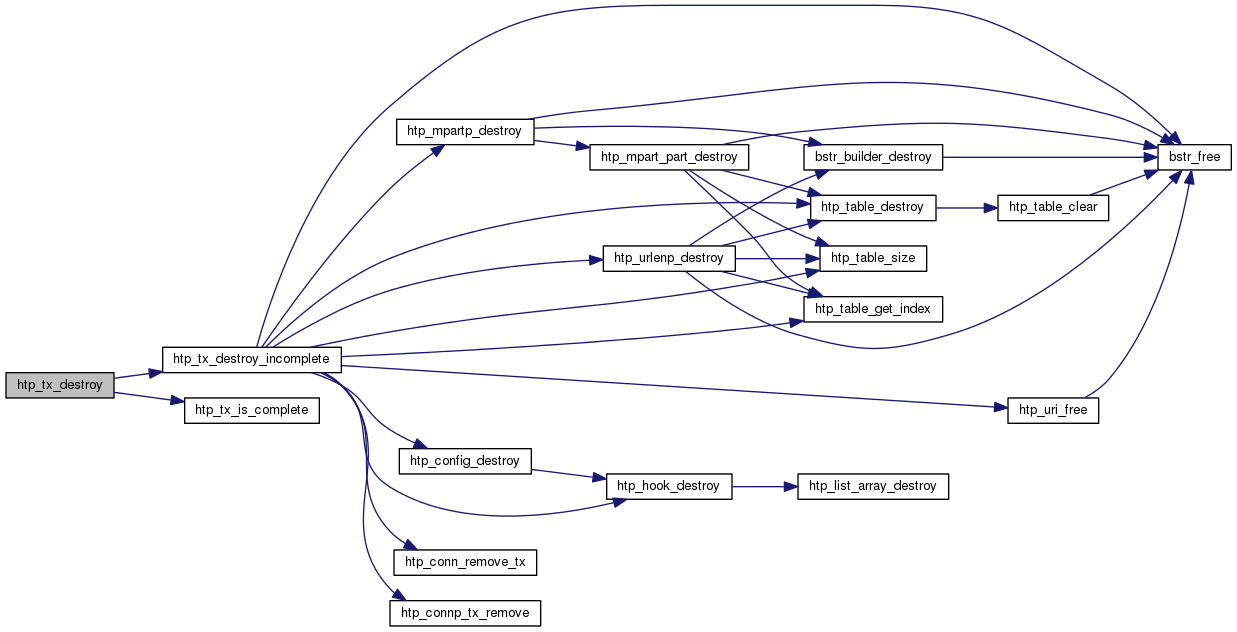 htp_mpartp_destroy
htp_mpart_part_destroy
bstr_builder_destroy
bstr_free
htp_table_destroy
htp_table_clear
htp_urlenp_destroy
htp_table_size
htp_table_get_index
htp_tx_destroy_incomplete
htp_tx_destroy
htp_tx_is_complete
htp_uri_free
htp_config_destroy
htp_hook_destroy
htp_list_array_destroy
htp_conn_remove_tx
htp_connp_tx_remove